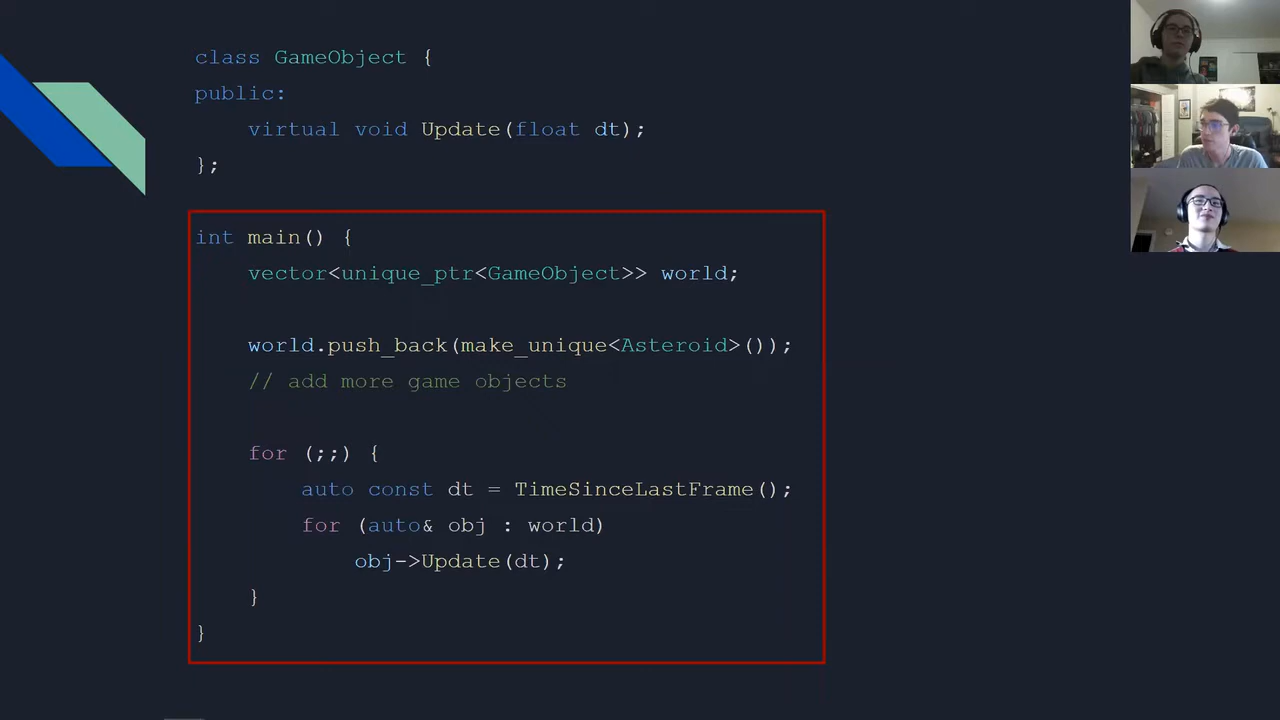 class GameObject {
public:
virtual void Update(float dt);
};
int main() {
vector<unique_ptr<GameObject>> world;
world.push_back(make_unique<Asteroid>());
// add more game objects
for (;;) {
auto const dt = TimeSinceLastFrame();
for (auto& obj : world)
obj->Update(dt);
}
}